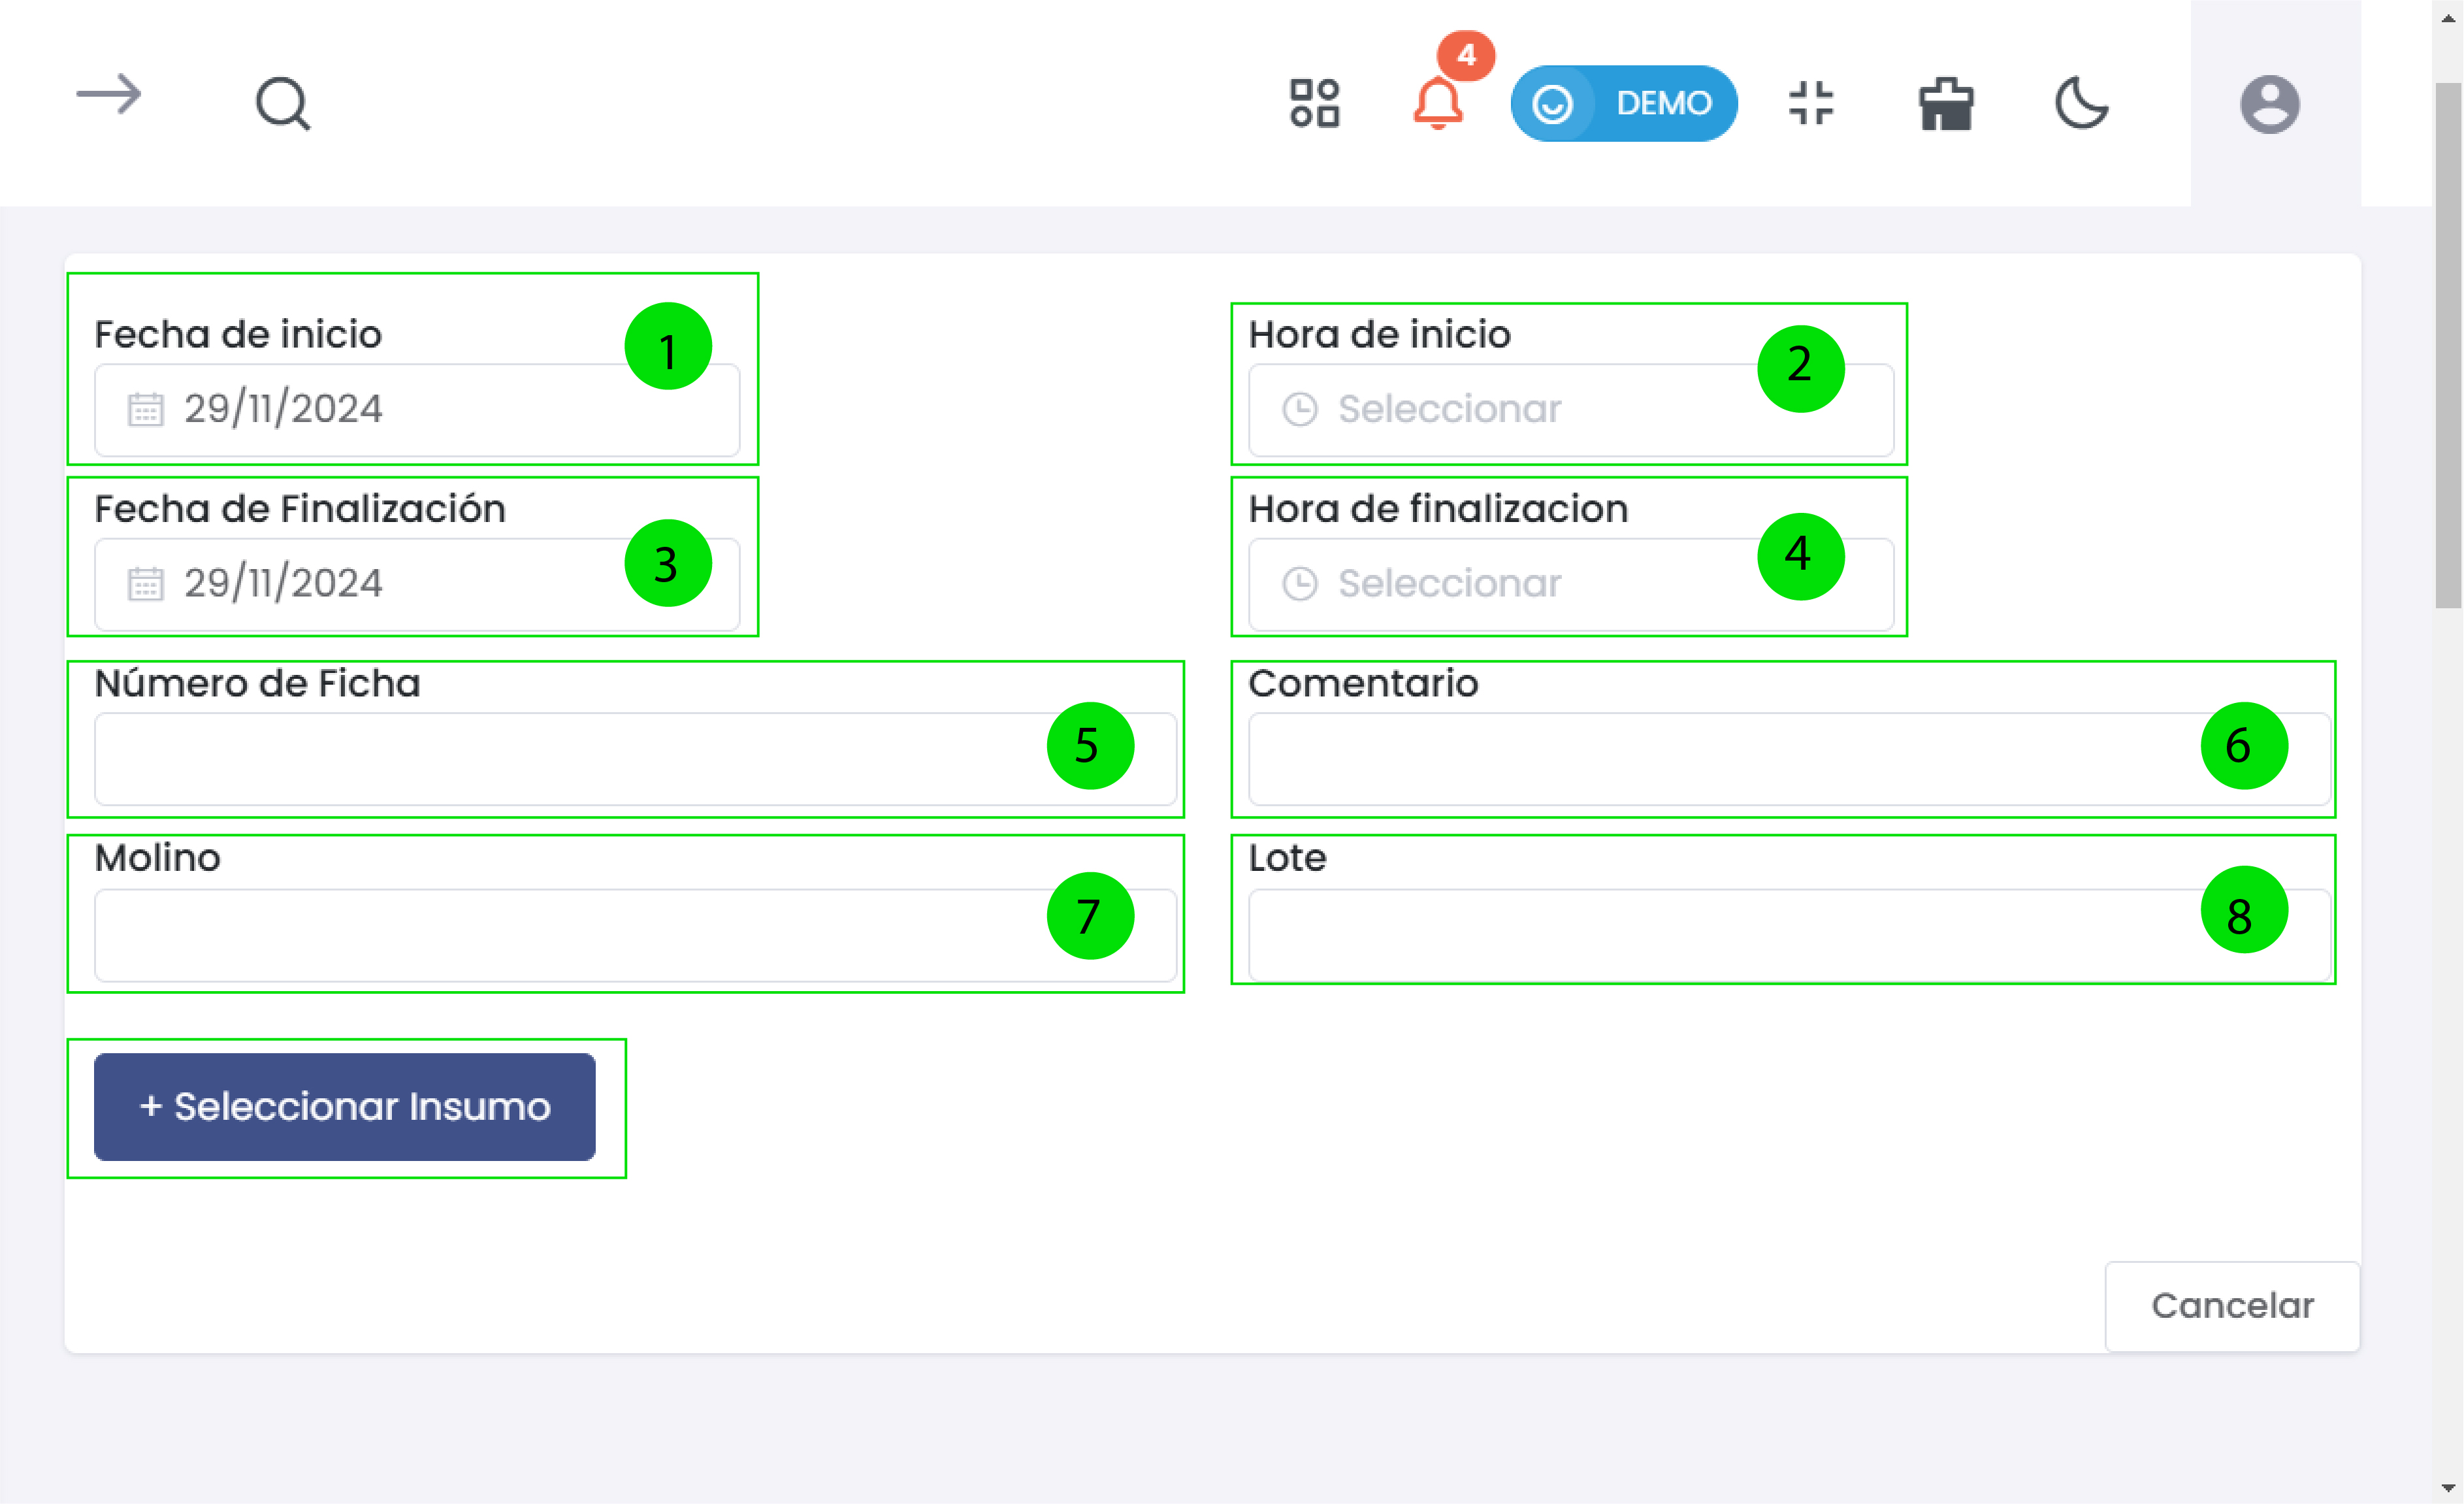 4
DEMO
Fecha de inicio
1
29/11/2024
Hora de inicio
2
Seleccionar
Fecha de Finalización
3
29/11/2024
Hora de finalizacion
4
Seleccionar
Número de Ficha
5
Comentario
6
Molino
7
Lote
8
+ Seleccionar Insumo
Cancelar